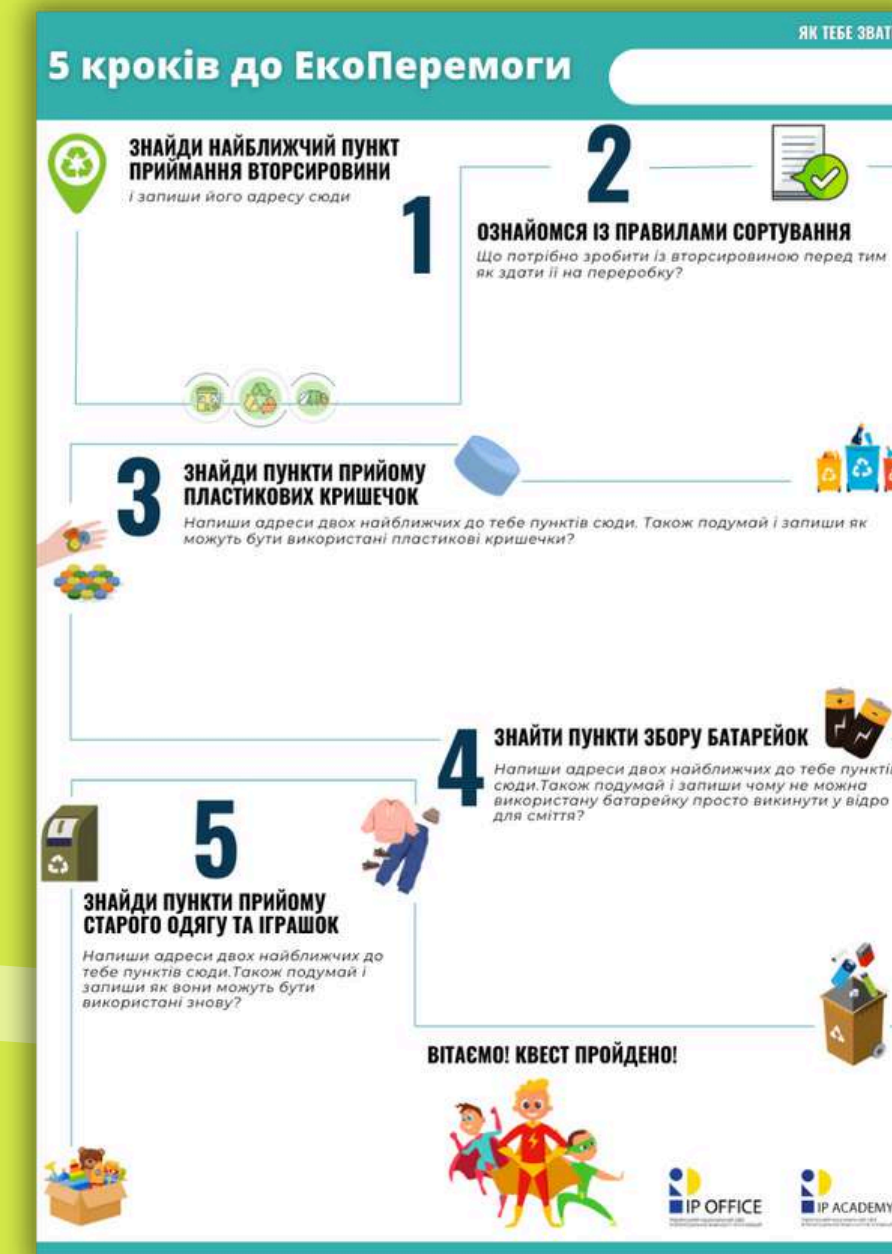 ЯК ТЕБЕ ЗВАТ
5 кроків до ЕкоПеремоги
ЗНАЙДИ НАЙБЛИЖЧИЙ ПУНКТ
ПРИЙМАННЯ ВТОРСИРОВИНИ
і запиши його адресу сюди
1
2
ОЗНАЙОМСЯ ІЗ ПРАВИЛАМИ СОРТУВАННЯ
Що потрібно зробити із вторсировиною перед тим
як здати її на переробку?
3
ЗНАЙДИ ПУНКТИ ПРИЙОМУ
ПЛАСТИКОВИХ КРИШЕЧОК
Напиши адреси двох найближчих до тебе пунктів сюди. Також подумай і запиши як
можуть бути використані пластикові кришечки?
4
ЗНАЙТИ ПУНКТИ ЗБОРУ БАТАРЕЙОК
Напиши адреси двох найближчих до тебе пункті
сюди.Також подумай і запиши чому не можна
використану батарейку просто викинути у відро
для сміття?
5
ЗНАЙДИ ПУНКТИ ПРИЙОМУ
СТАРОГО ОДЯГУ ТА ІГРАШОК
Напиши адреси двох найближчих до
тебе пунктів сюди.Також подумай і
запиши як вони можуть бути
використані знову?
ВІТАЄМО! КВЕСТ ПРОЙДЕНО!
IP OFFICE
IP ACADEMY